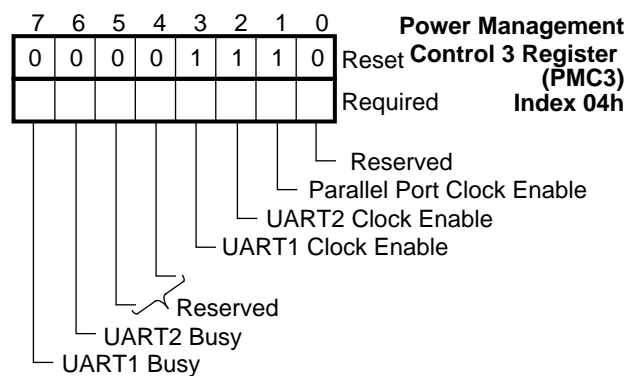 7 6 5 4 3 2 1 0
Power Management
Control 3 Register
(PMC3)
Index 04h
0 0 0 0 1 1 1 0 Reset
Required
Reserved
Parallel Port Clock Enable
UART2 Clock Enable
UART1 Clock Enable
Reserved
UART2 Busy
UART1 Busy